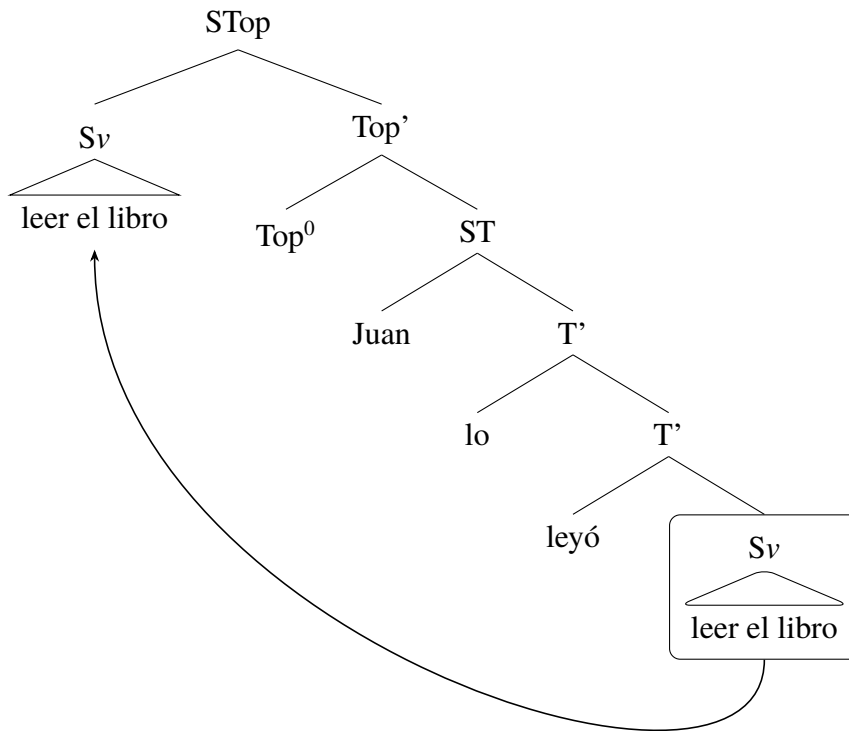 STop
Sv Top’
leer el libro
Top⁰ ST
Juan T’
lo T’
leyó Sv
leer el libro